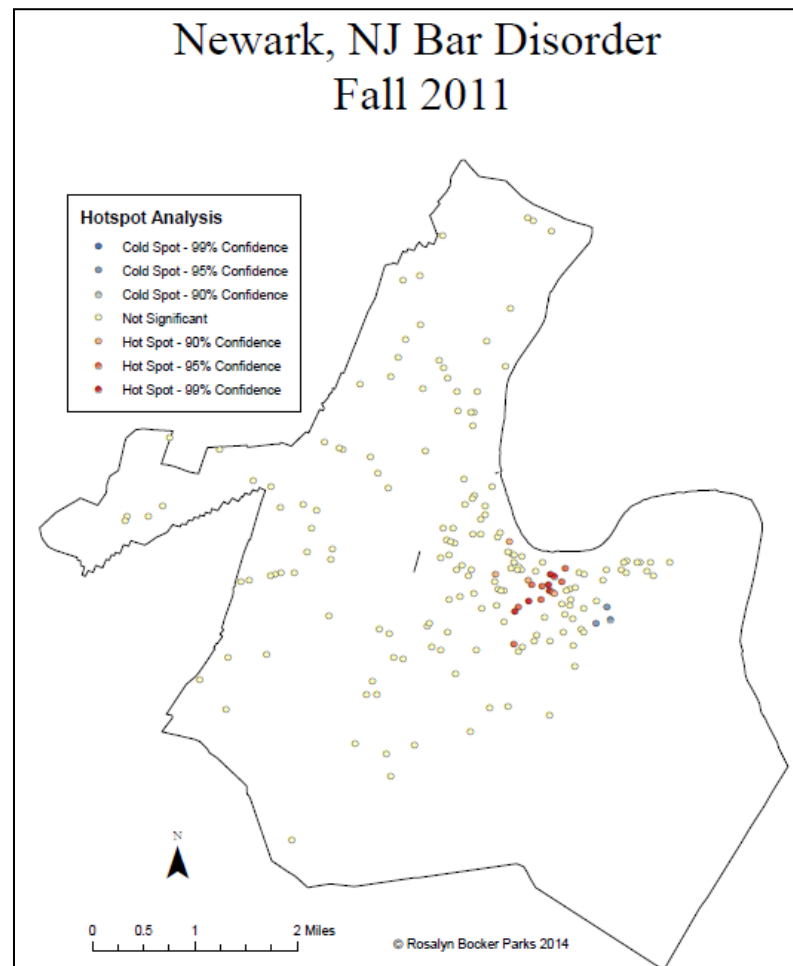 Newark, NJ Bar Disorder
Fall 2011
Hotspot Analysis
Cold Spot - 99% Confidence
Cold Spot - 95% Confidence
Cold Spot - 90% Confidence
Not Significant
Hot Spot - 90% Confidence
Hot Spot - 95% Confidence
Hot Spot - 99% Confidence
N
0 0.5 1 2 Miles
© Rosalyn Bocker Parks 2014